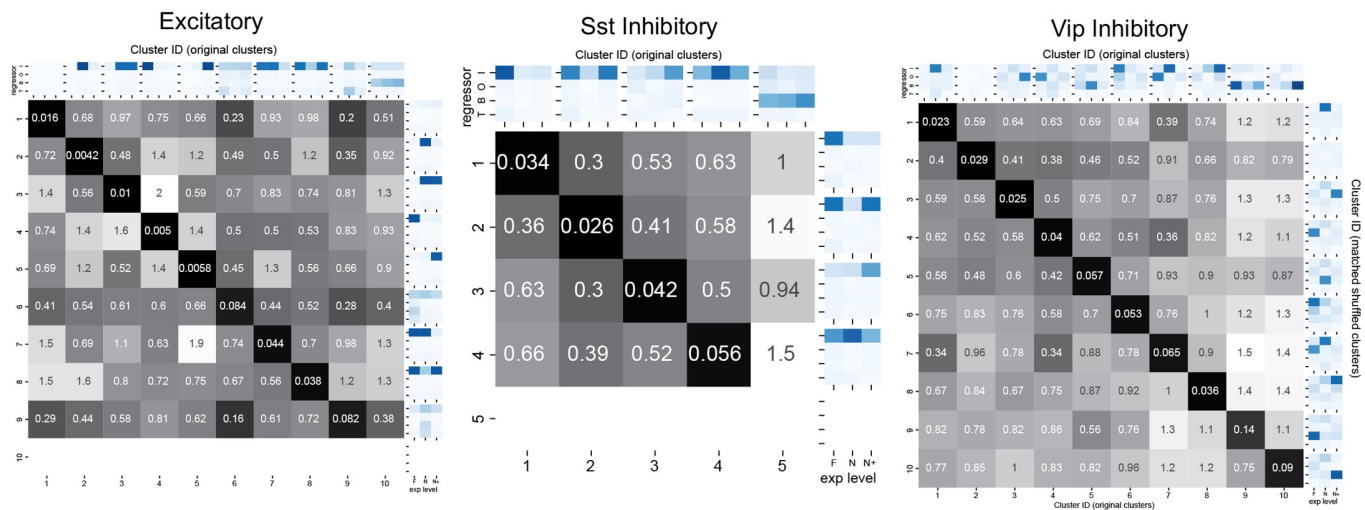 Excitatory
Cluster ID (original clusters)
regressor
1 0.016 0.68 0.97 0.75 0.66 0.23 0.93 0.98 0.2 0.51
2 0.72 0.0042 0.48 1.4 1.2 0.49 0.5 1.2 0.35 0.92
3 1.4 0.56 0.01 2 0.59 0.7 0.83 0.74 0.81 1.3
4 0.74 1.4 1.6 0.005 1.4 0.5 0.5 0.53 0.83 0.93
5 0.69 1.2 0.52 1.4 0.0058 0.45 1.3 0.56 0.66 0.9
6 0.41 0.54 0.61 0.6 0.66 0.084 0.44 0.52 0.28 0.4
7 1.5 0.69 1.1 0.63 1.9 0.74 0.044 0.7 0.98 1.3
8 1.5 1.6 0.8 0.72 0.75 0.67 0.56 0.038 1.2 1.3
9 0.29 0.44 0.58 0.81 0.62 0.16 0.61 0.72 0.082 0.38
10
1 2 3 4 5 6 7 8 9 10
F N N+
exp level
Sst Inhibitory
Cluster ID (original clusters)
regressor
I
O
B
T
1 0.034 0.3 0.53 0.63 1
2 0.36 0.026 0.41 0.58 1.4
3 0.63 0.3 0.042 0.5 0.94
4 0.66 0.39 0.52 0.056 1.5
5
1 2 3 4 5
F N N+
exp level
Vip Inhibitory
Cluster ID (original clusters)
regressor
1 0.023 0.59 0.64 0.63 0.69 0.84 0.39 0.74 1.2 1.2
2 0.4 0.029 0.41 0.38 0.46 0.52 0.91 0.66 0.82 0.79
3 0.59 0.58 0.025 0.5 0.75 0.7 0.87 0.76 1.3 1.3
4 0.62 0.52 0.58 0.04 0.62 0.51 0.36 0.82 1.2 1.1
5 0.56 0.48 0.6 0.42 0.057 0.71 0.93 0.9 0.93 0.87
6 0.75 0.83 0.76 0.58 0.7 0.053 0.76 1 1.2 1.3
7 0.34 0.96 0.78 0.34 0.88 0.78 0.065 0.9 1.5 1.4
8 0.67 0.84 0.67 0.75 0.87 0.92 1 0.036 1.4 1.4
9 0.82 0.78 0.82 0.86 0.56 0.76 1.3 1.1 0.14 1.1
10 0.77 0.85 1 0.83 0.82 0.96 1.2 1.2 0.75 0.09
1 2 3 4 5 6 7 8 9 10
Cluster ID (original clusters)
F N N+
exp level
Cluster ID (matched shuffled clusters)